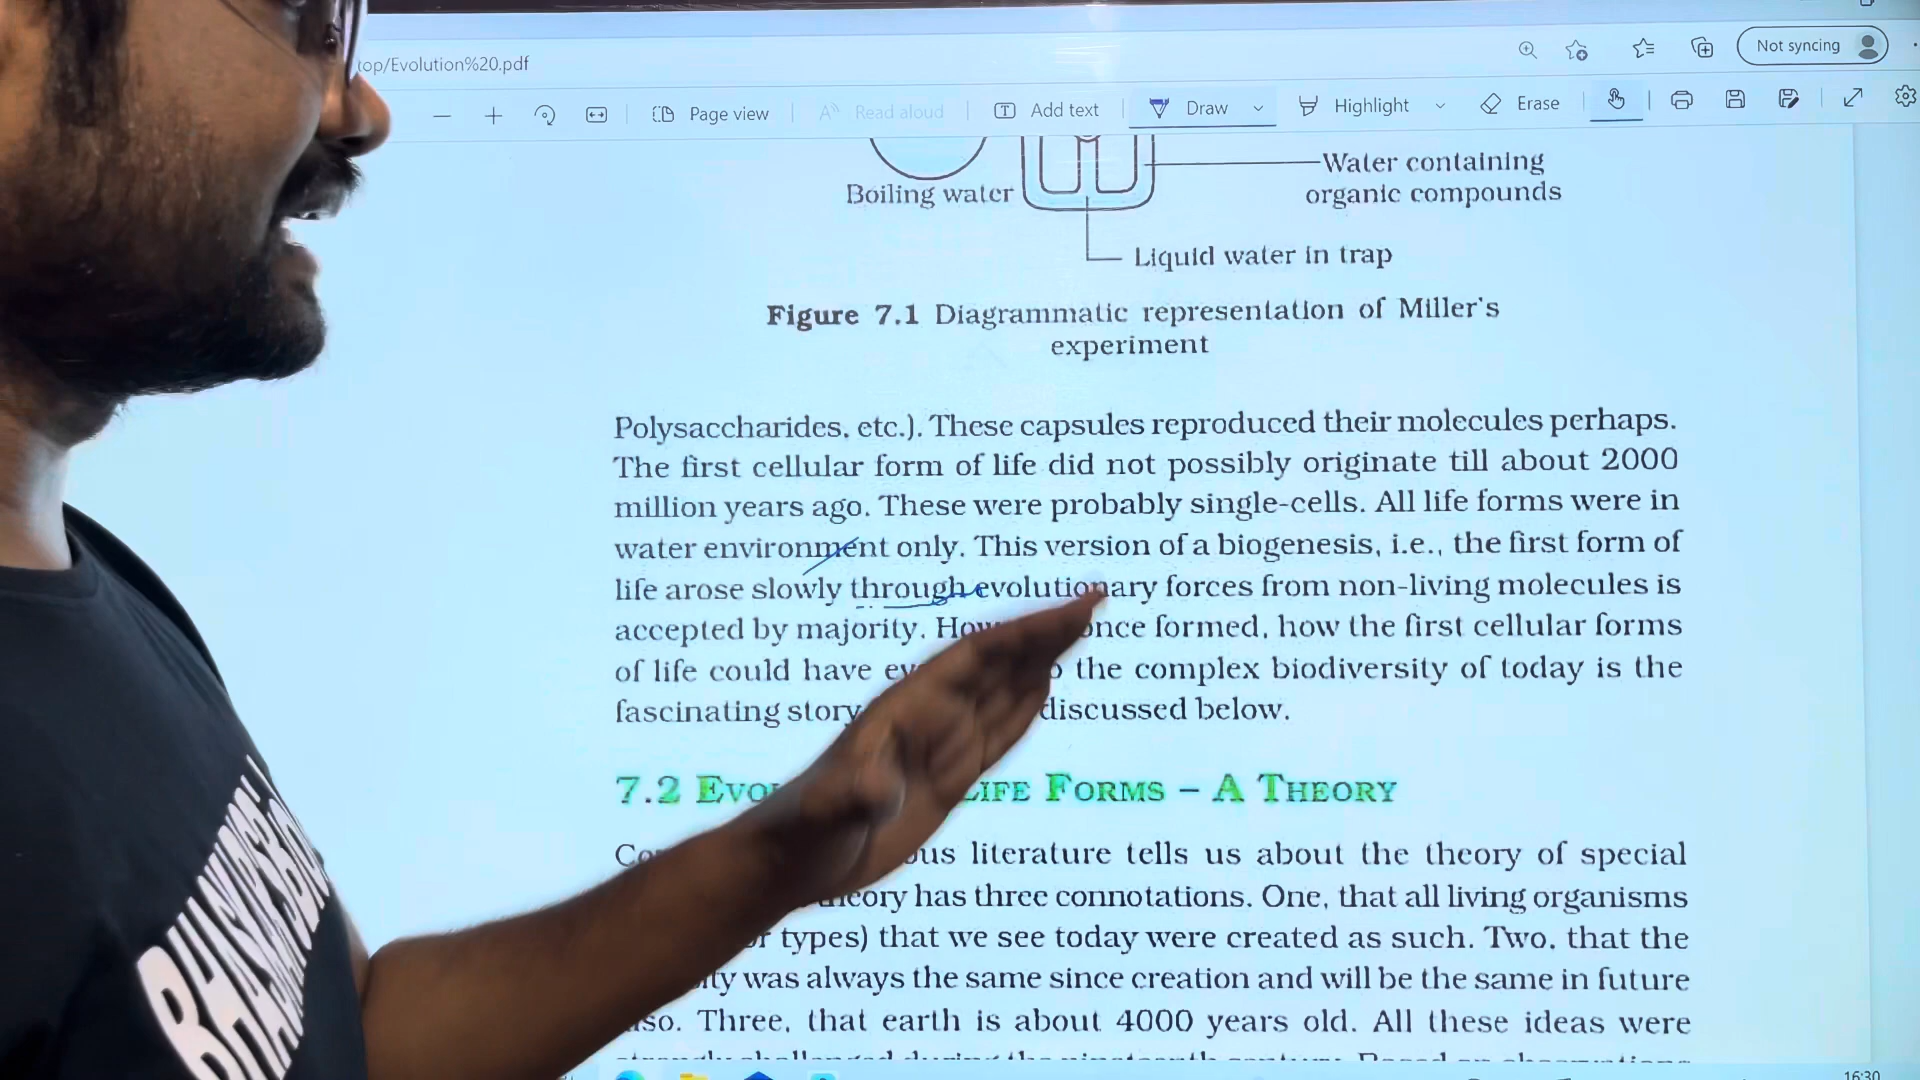 top/Evolution%20.pdf
Not syncing
Page view
Read aloud
Add text
Draw
Highlight
Erase
Boiling water
Water containing
organic compounds
Liquid water in trap
Figure 7.1 Diagrammatic representation of Miller's
experiment
Polysaccharides, etc.). These capsules reproduced their molecules perhaps.
The first cellular form of life did not possibly originate till about 2000
million years ago. These were probably single-cells. All life forms were in
water environment only. This version of a biogenesis, i.e., the first form of
life arose slowly through evolutionary forces from non-living molecules is
accepted by majority. once formed, how the first cellular forms
of life could have the complex biodiversity of today is the
fascinating story discussed below.
7.2 Forms – A Theory
literature tells us about the theory of special
has three connotations. One, that all living organisms
types) that we see today were created as such. Two, that the
was always the same since creation and will be the same in future
Three, that earth is about 4000 years old. All these ideas were
16:30